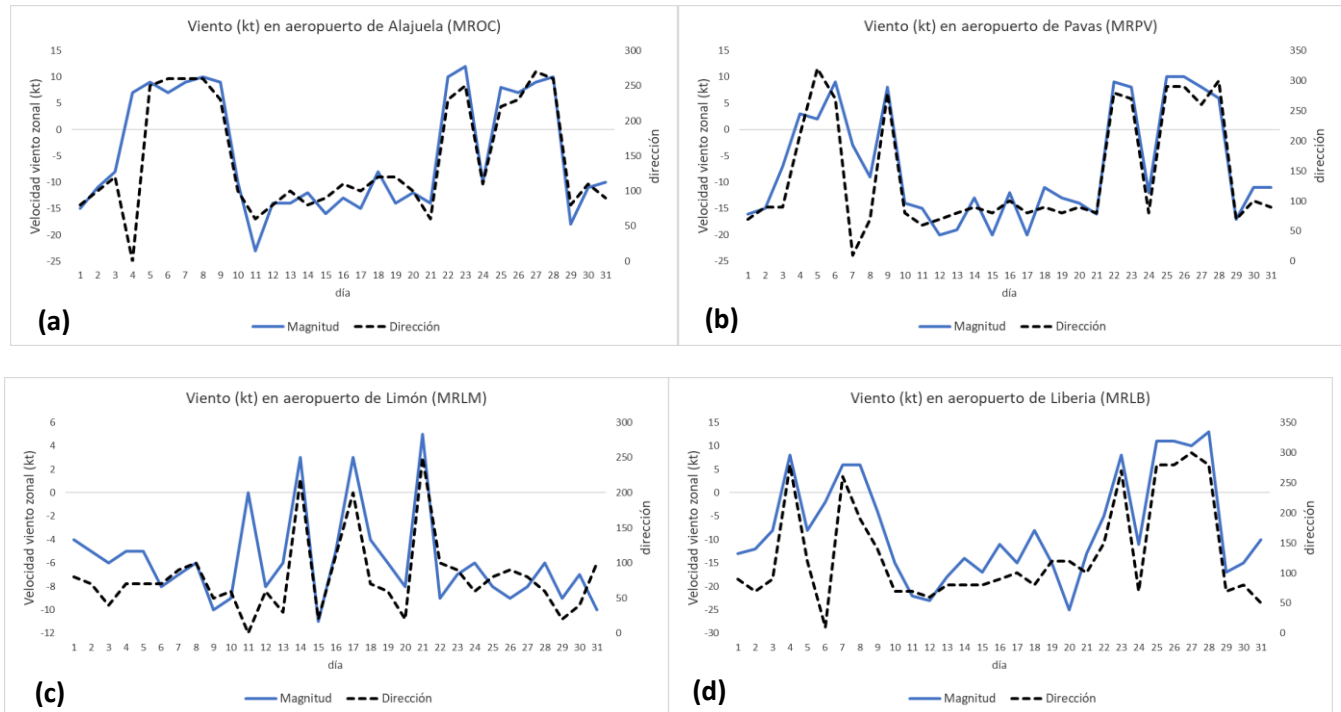 Viento (kt) en aeropuerto de Alajuela (MROC)
Velocidad viento zonal (kt)
15
10
5
0
-5
-10
-15
-20
-25
300
250
200
150
100
50
0
dirección
1 2 3 4 5 6 7 8 9 10 11 12 13 14 15 16 17 18 19 20 21 22 23 24 25 26 27 28 29 30 31
día
(a)
Magnitud Dirección
Viento (kt) en aeropuerto de Pavas (MRPV)
Velocidad viento zonal (kt)
15
10
5
0
-5
-10
-15
-20
-25
350
300
250
200
150
100
50
0
dirección
1 2 3 4 5 6 7 8 9 10 11 12 13 14 15 16 17 18 19 20 21 22 23 24 25 26 27 28 29 30 31
día
(b)
Magnitud Dirección
Viento (kt) en aeropuerto de Limón (MRLM)
Velocidad viento zonal (kt)
6
4
2
0
-2
-4
-6
-8
-10
-12
300
250
200
150
100
50
0
dirección
1 2 3 4 5 6 7 8 9 10 11 12 13 14 15 16 17 18 19 20 21 22 23 24 25 26 27 28 29 30 31
día
(c)
Magnitud Dirección
Viento (kt) en aeropuerto de Liberia (MRLB)
Velocidad viento zonal (kt)
15
10
5
0
-5
-10
-15
-20
-25
-30
350
300
250
200
150
100
50
0
dirección
1 2 3 4 5 6 7 8 9 10 11 12 13 14 15 16 17 18 19 20 21 22 23 24 25 26 27 28 29 30 31
día
(d)
Magnitud Dirección